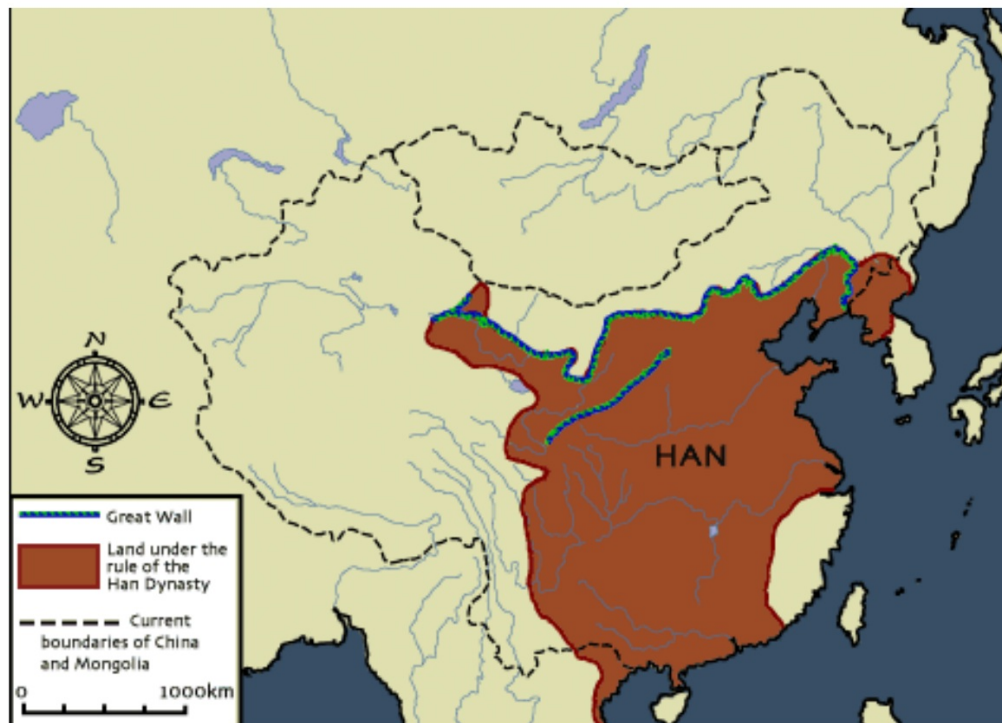 N
W
E
S
HAN
Great Wall
Land under the
rule of the
Han Dynasty
Current
boundaries of China
and Mongolia
0
1000km